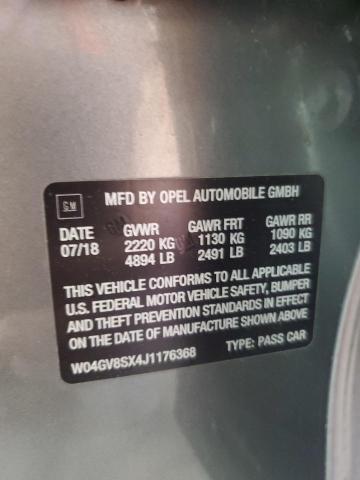 GM
MFD BY OPEL AUTOMOBILE GMBH
DATE GVWR GAWR FRT GAWR RR
07/18 2220 KG 1130 KG 1090 KG
4894 LB 2491 LB 2403 LB
THIS VEHICLE CONFORMS TO ALL APPLICABLE
U.S. FEDERAL MOTOR VEHICLE SAFETY, BUMPER
AND THEFT PREVENTION STANDARDS IN EFFECT
ON THE DATE OF MANUFACTURE SHOWN ABOVE
W04GV8SX4J1176368 TYPE: PASS CAR